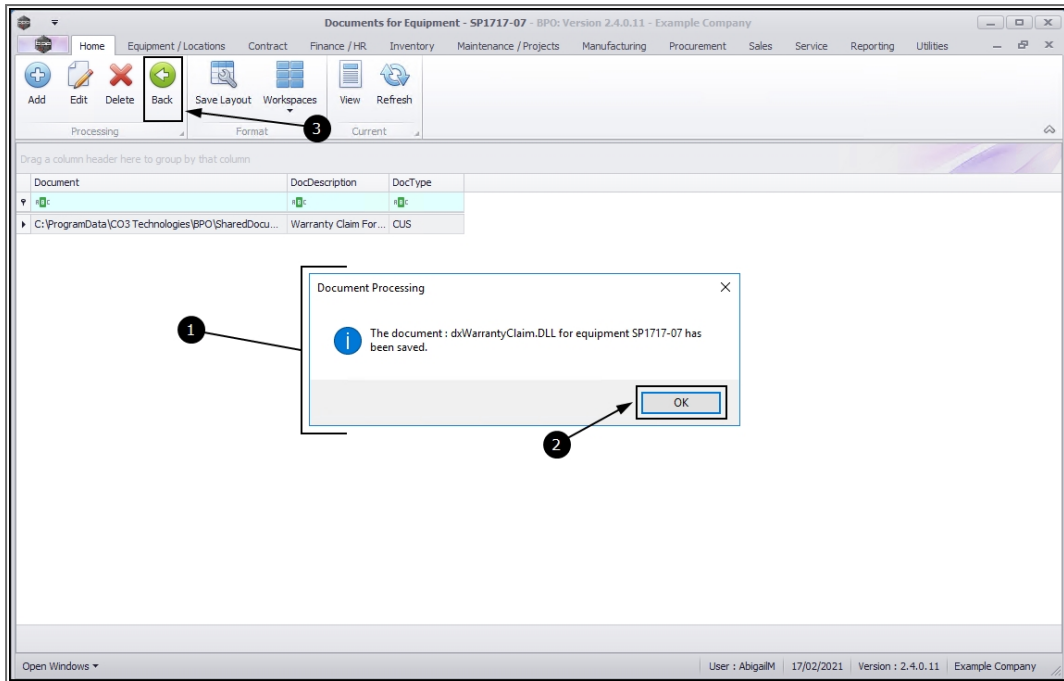 Documents for Equipment - SP1717-07 - BPO: Version 2.4.0.11 - Example Company
Home Equipment / Locations Contract Finance / HR Inventory Maintenance / Projects Manufacturing Procurement Sales Service Reporting Utilities
Add Edit Delete Back Save Layout Workspaces View Refresh
Processing Format Current
3
Drag a column header here to group by that column
Document DocDescription DocType
C:\ProgramData\CO3 Technologies\BPO\SharedDocu... Warranty Claim For... CUS
Document Processing
1
The document : dxWarrantyClaim.DLL for equipment SP1717-07 has
been saved.
OK
2
Open Windows User : AbigailM 17/02/2021 Version : 2.4.0.11 Example Company